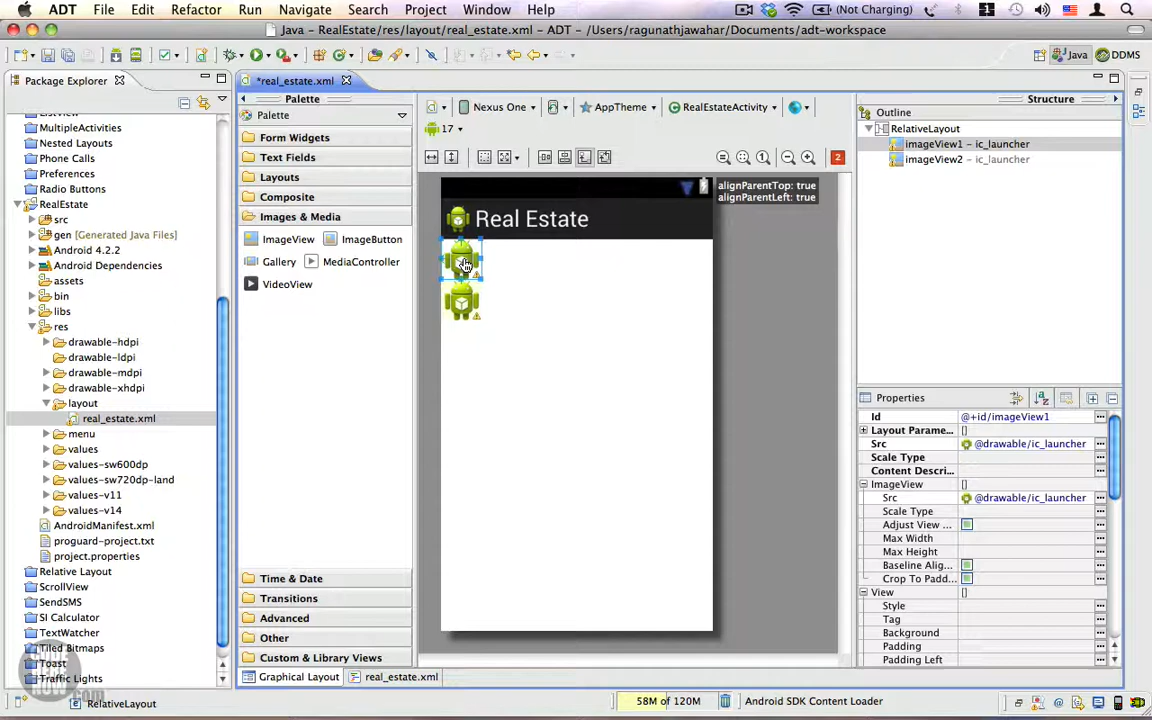 ADT File Edit Refactor Run Navigate Search Project Window Help (Not Charging) 1
Java – RealEstate/res/layout/real_estate.xml – ADT – /Users/ragunathjawahar/Documents/adt-workspace
Java DDMS
Package Explorer
*real_estate.xml
Palette
Structure
Palette
Nexus One AppTheme RealEstateActivity
Outline
17
RelativeLayout
imageView1 – ic_launcher
imageView2 – ic_launcher
2
ListView
MultipleActivities
Nested Layouts
Phone Calls
Preferences
Radio Buttons
RealEstate
src
gen [Generated Java Files]
Android 4.2.2
Android Dependencies
assets
bin
libs
res
drawable-hdpi
drawable-ldpi
drawable-mdpi
drawable-xhdpi
layout
real_estate.xml
menu
values
values-sw600dp
values-sw720dp-land
values-v11
values-v14
AndroidManifest.xml
proguard-project.txt
project.properties
Relative Layout
ScrollView
SendSMS
SI Calculator
TextWatcher
Tiled Bitmaps
Toast
Traffic Lights
Form Widgets
Text Fields
Layouts
Composite
Images & Media
ImageView ImageButton
Gallery MediaController
VideoView
Time & Date
Transitions
Advanced
Other
Custom & Library Views
alignParentTop: true
alignParentLeft: true
Real Estate
Properties
Id @+id/imageView1
Layout Parame... []
Src @drawable/ic_launcher
Scale Type
Content Descri...
ImageView []
Src @drawable/ic_launcher
Scale Type
Adjust View ...
Max Width
Max Height
Baseline Alig...
Crop To Padd...
View []
Style
Tag
Background
Padding
Padding Left
Graphical Layout real_estate.xml
RelativeLayout
58M of 120M
Android SDK Content Loader